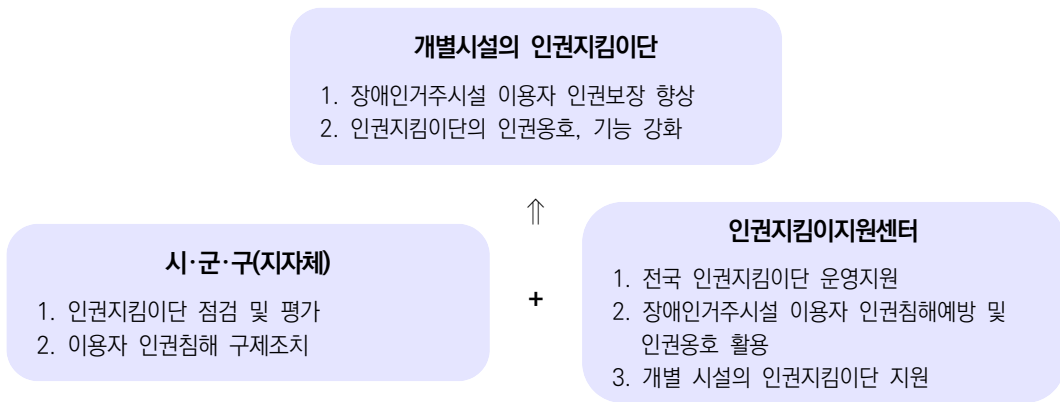 개별시설의 인권지킴이단
1. 장애인거주시설 이용자 인권보장 향상
2. 인권지킴이단의 인권옹호, 기능 강화
⇑
시·군·구(지자체)
1. 인권지킴이단 점검 및 평가
2. 이용자 인권침해 구제조치
+
인권지킴이지원센터
1. 전국 인권지킴이단 운영지원
2. 장애인거주시설 이용자 인권침해예방 및
인권옹호 활용
3. 개별 시설의 인권지킴이단 지원